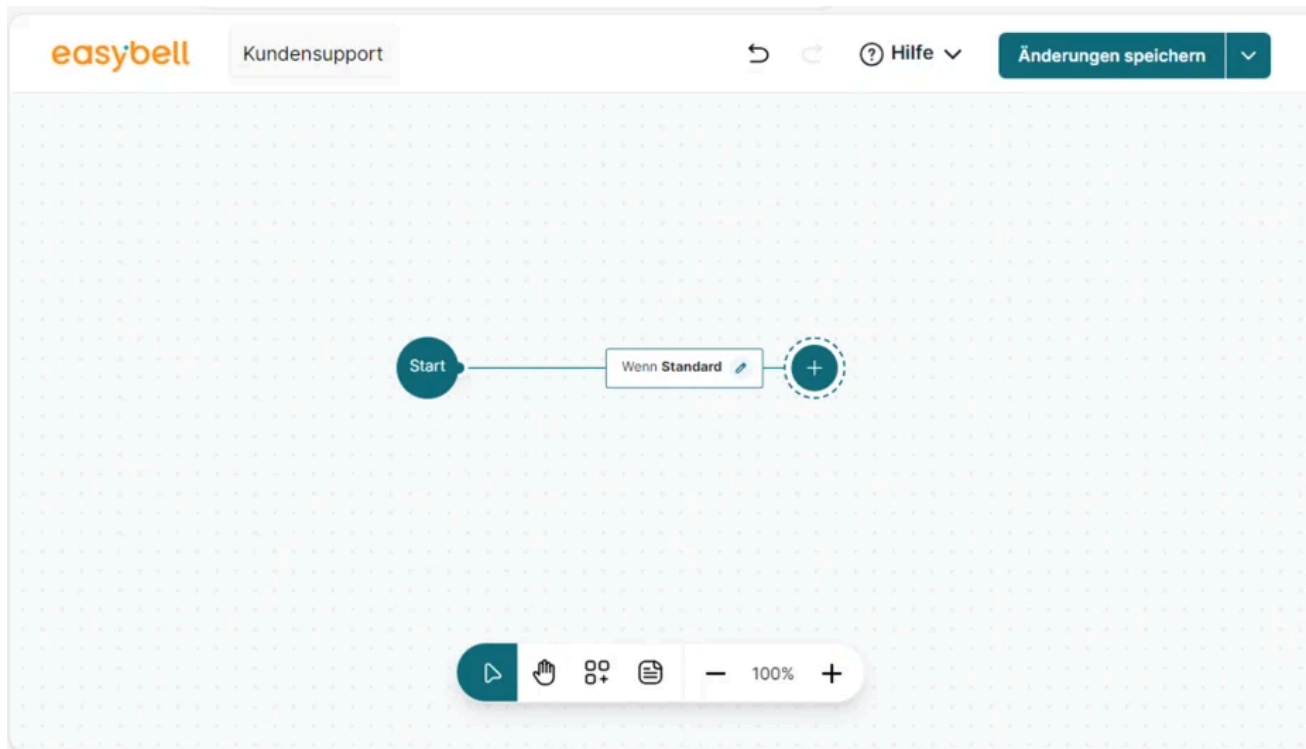 easybell
Kundensupport
Hilfe
Änderungen speichern
Start
Wenn Standard
100%